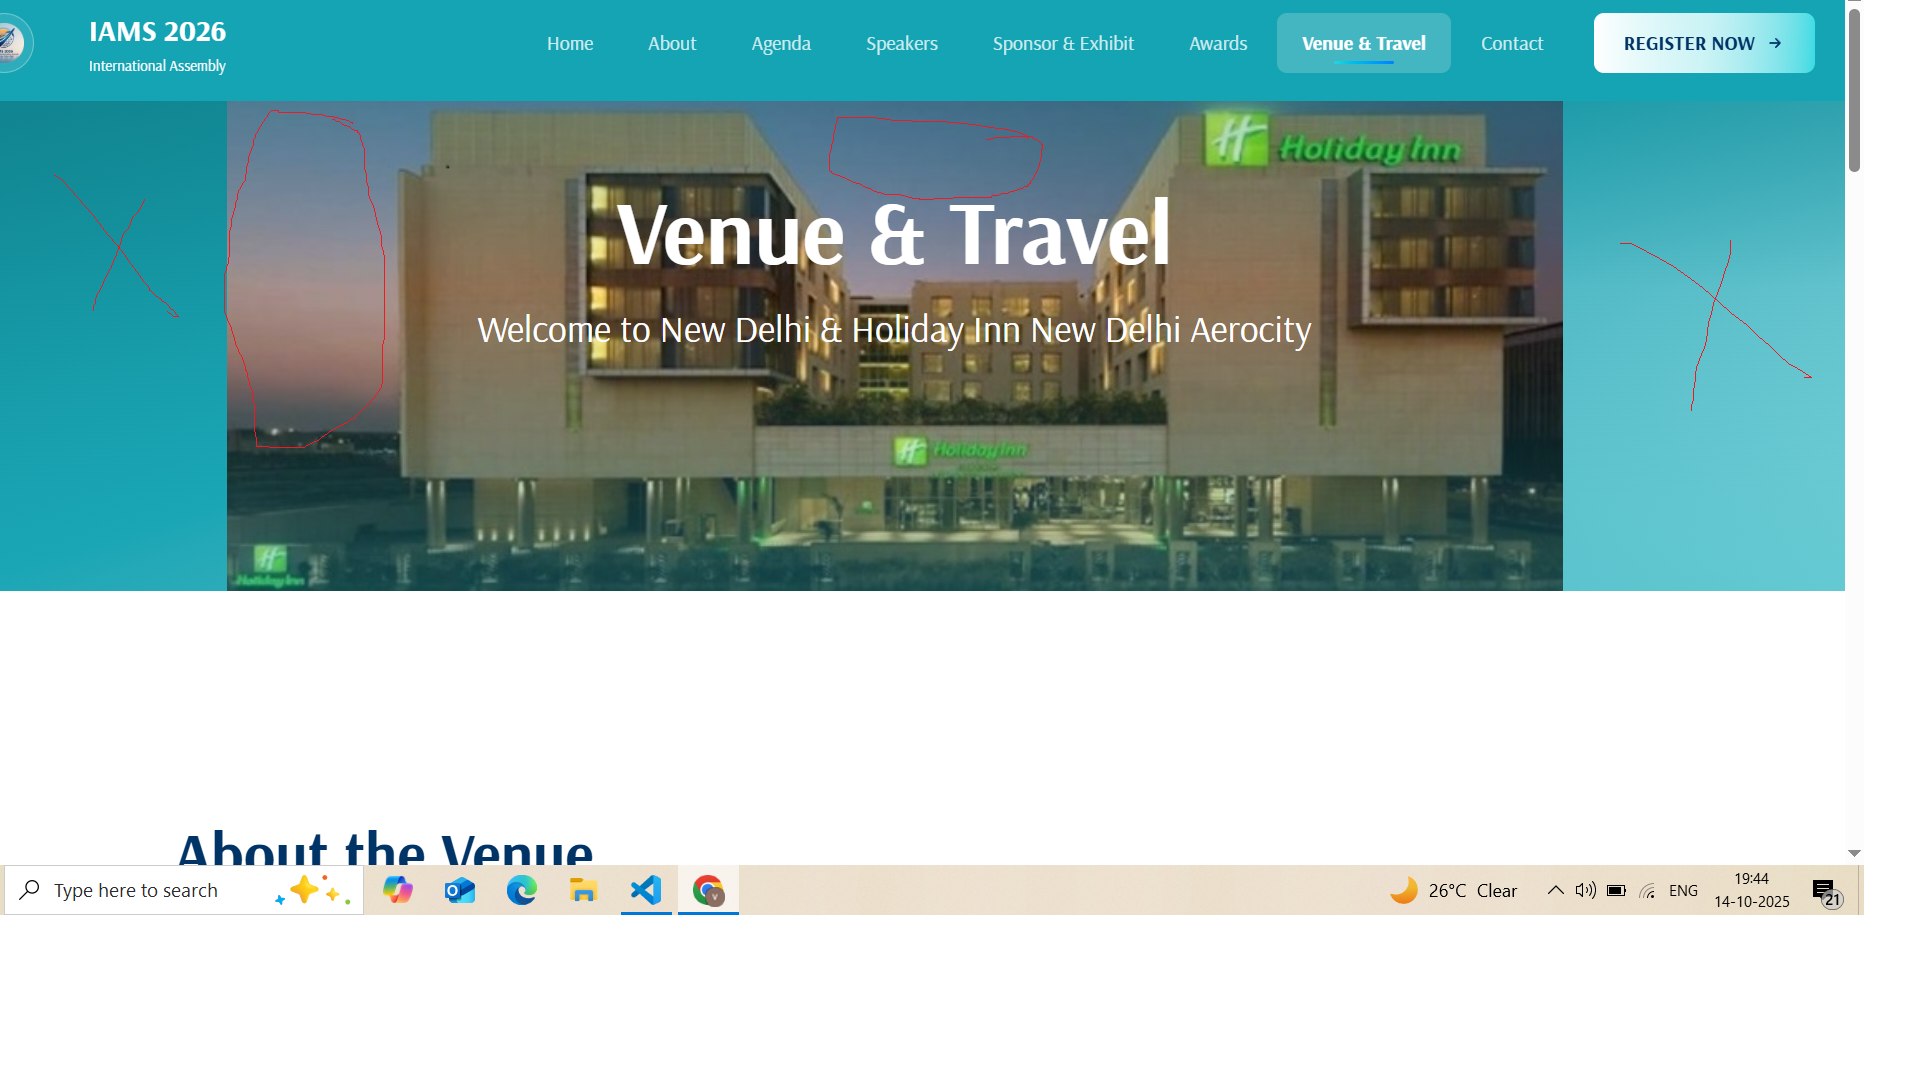 IAMS 2026
International Assembly
Home
About
Agenda
Speakers
Sponsor & Exhibit
Awards
Venue & Travel
Contact
REGISTER NOW →
Holiday Inn
Venue & Travel
Welcome to New Delhi & Holiday Inn New Delhi Aerocity
Holiday Inn
Holiday Inn
About the Venue
Type here to search
26°C Clear
ENG
19:44
14-10-2025
21